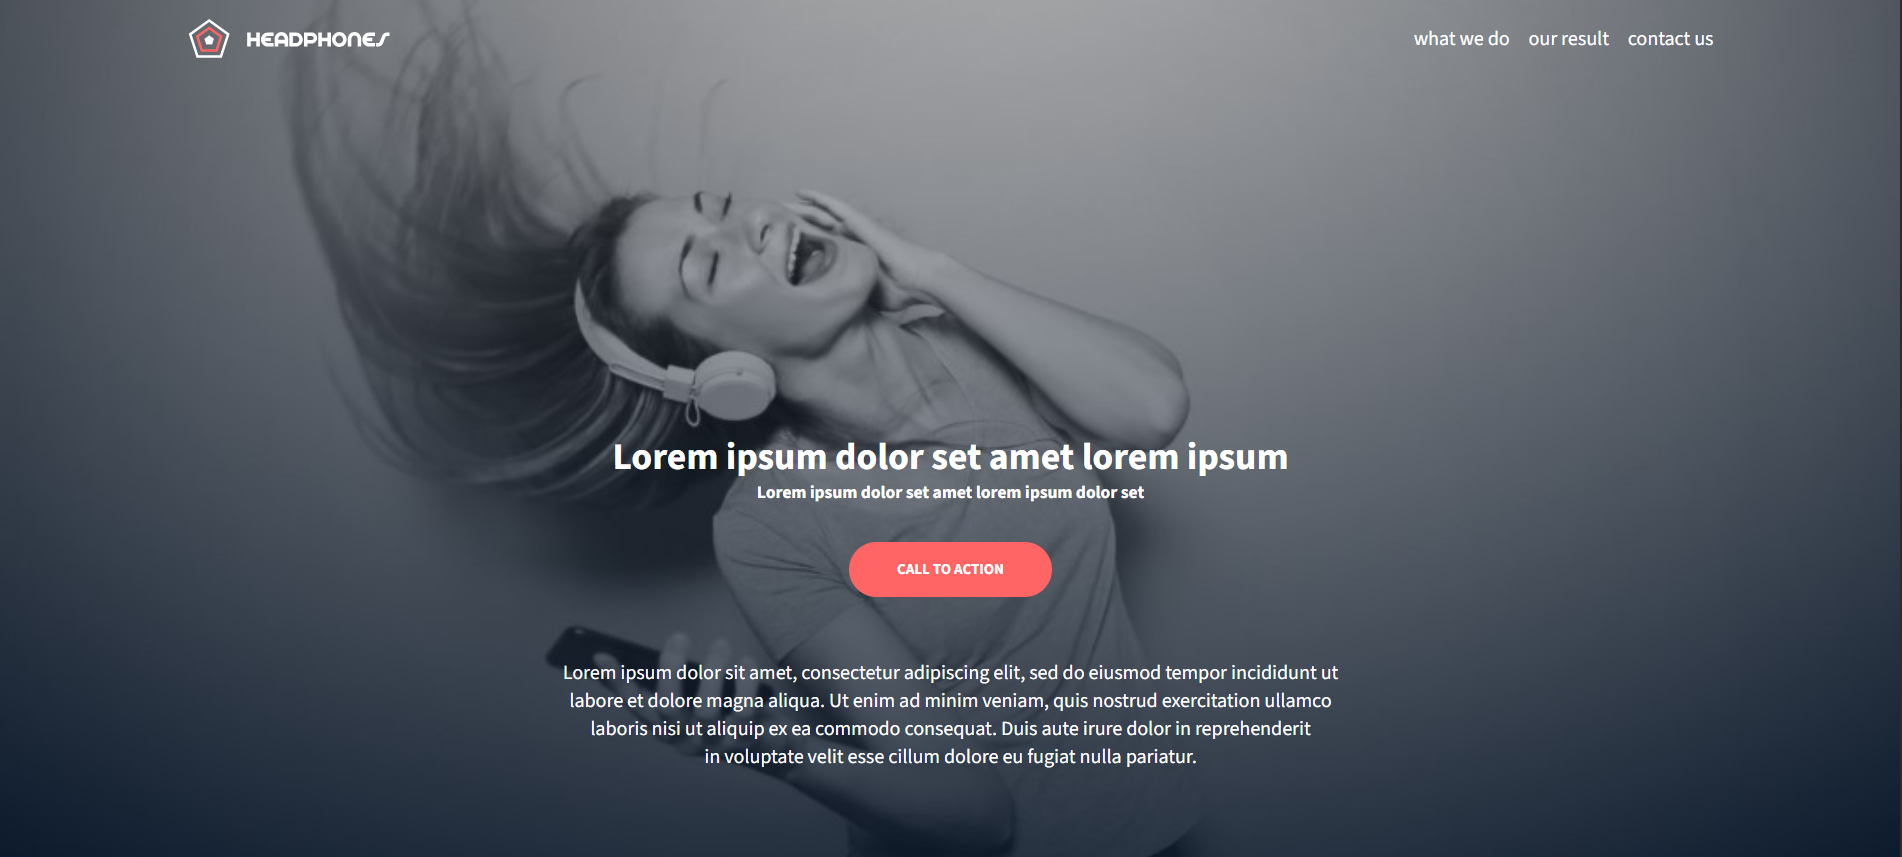 HEADPHONES
what we do our result contact us
Lorem ipsum dolor set amet lorem ipsum
Lorem ipsum dolor set amet lorem ipsum dolor set
CALL TO ACTION
Lorem ipsum dolor sit amet, consectetur adipiscing elit, sed do eiusmod tempor incididunt ut
labore et dolore magna aliqua. Ut enim ad minim veniam, quis nostrud exercitation ullamco
laboris nisi ut aliquip ex ea commodo consequat. Duis aute irure dolor in reprehenderit
in voluptate velit esse cillum dolore eu fugiat nulla pariatur.